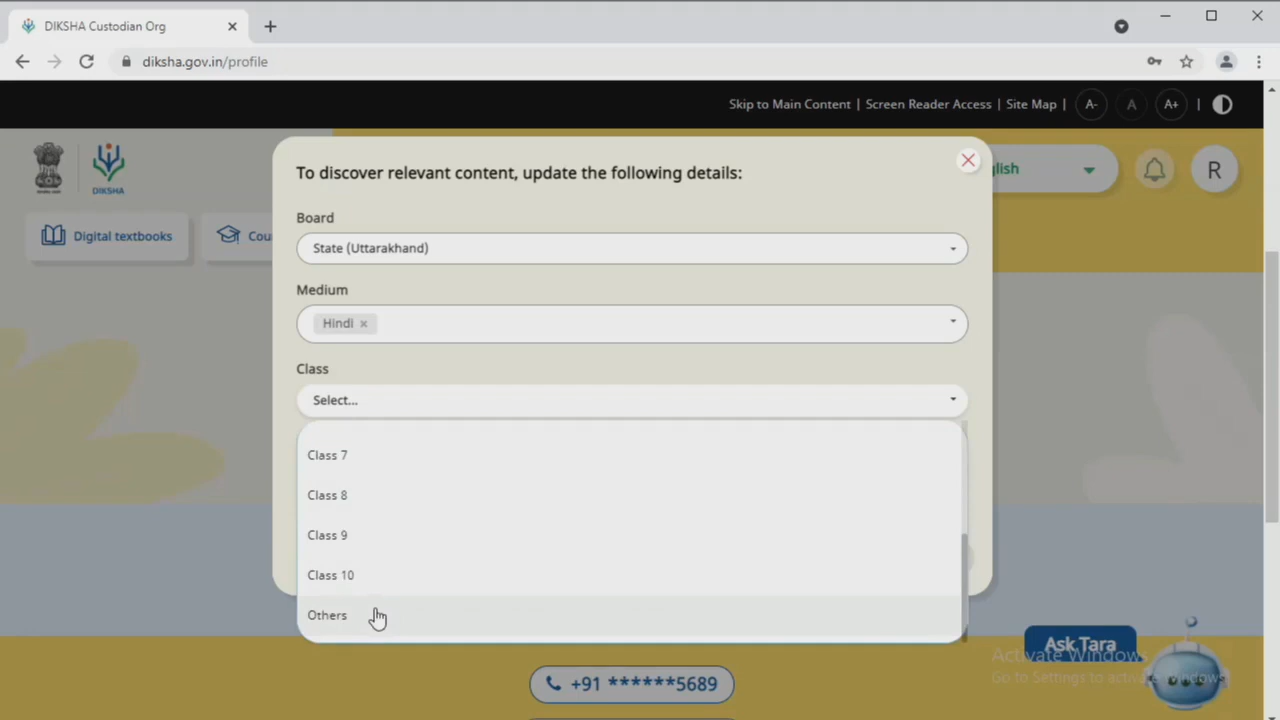 DIKSHA Custodian Org
diksha.gov.in/profile
Skip to Main Content | Screen Reader Access | Site Map | A- A A+ |
DIKSHA
To discover relevant content, update the following details:
glish
R
Digital textbooks
Cou
Board
State (Uttarakhand)
Medium
Hindi ×
Class
Select...
Class 7
Class 8
Class 9
Class 10
Others
Ask Tara
Activate Windows
Go to Settings to activate Windows.
+91 ******5689